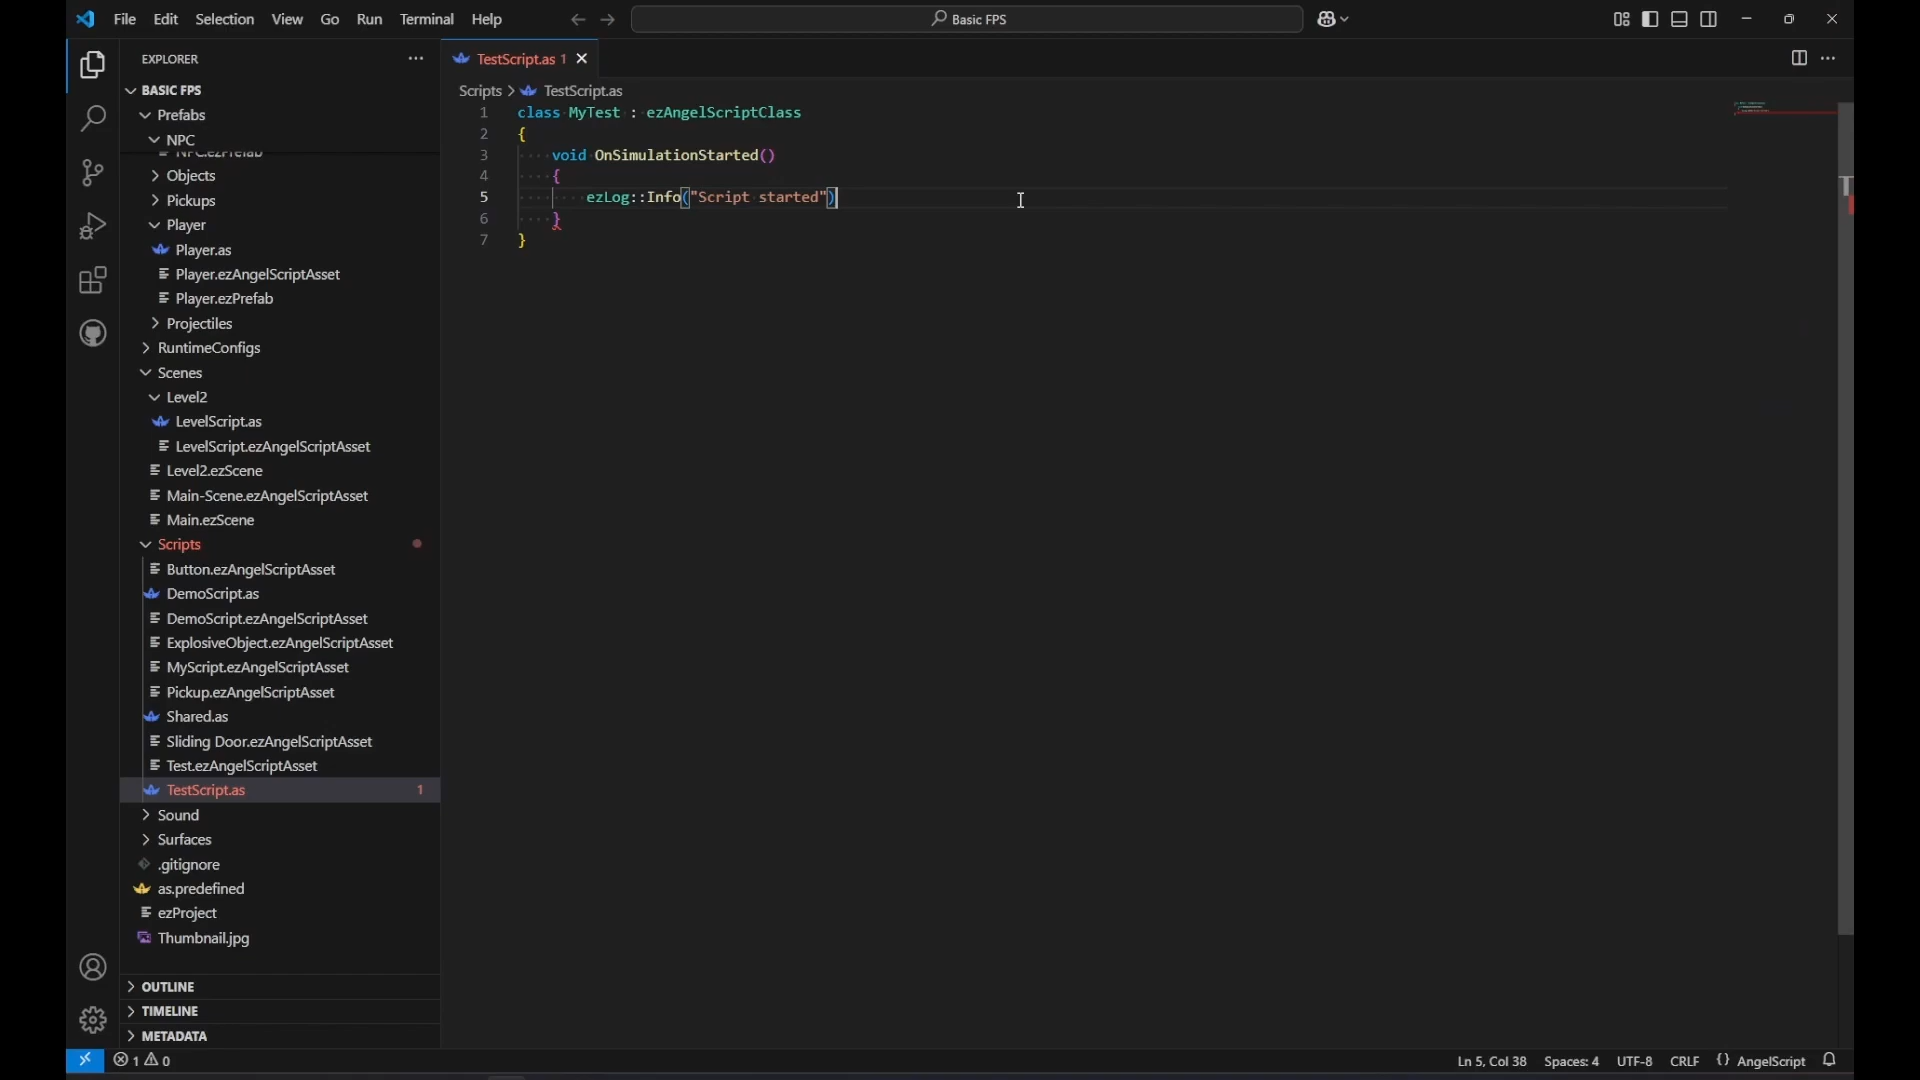 File Edit Selection View Go Run Terminal Help
Basic FPS
EXPLORER
BASIC FPS
Prefabs
NPC
NPC.ezPrefab
Objects
Pickups
Player
Player.as
Player.ezAngelScriptAsset
Player.ezPrefab
Projectiles
RuntimeConfigs
Scenes
Level2
LevelScript.as
LevelScript.ezAngelScriptAsset
Level2.ezScene
Main-Scene.ezAngelScriptAsset
Main.ezScene
Scripts
Button.ezAngelScriptAsset
DemoScript.as
DemoScript.ezAngelScriptAsset
ExplosiveObject.ezAngelScriptAsset
MyScript.ezAngelScriptAsset
Pickup.ezAngelScriptAsset
Shared.as
Sliding Door.ezAngelScriptAsset
Test.ezAngelScriptAsset
TestScript.as 1
Sound
Surfaces
.gitignore
as.predefined
ezProject
Thumbnail.jpg
OUTLINE
TIMELINE
METADATA
TestScript.as 1
Scripts > TestScript.as
1 class MyTest : ezAngelScriptClass
2 {
3 void OnSimulationStarted()
4 {
5 ezLog::Info("Script started")
6 }
7 }
1 0
Ln 5, Col 38 Spaces: 4 UTF-8 CRLF {} AngelScript